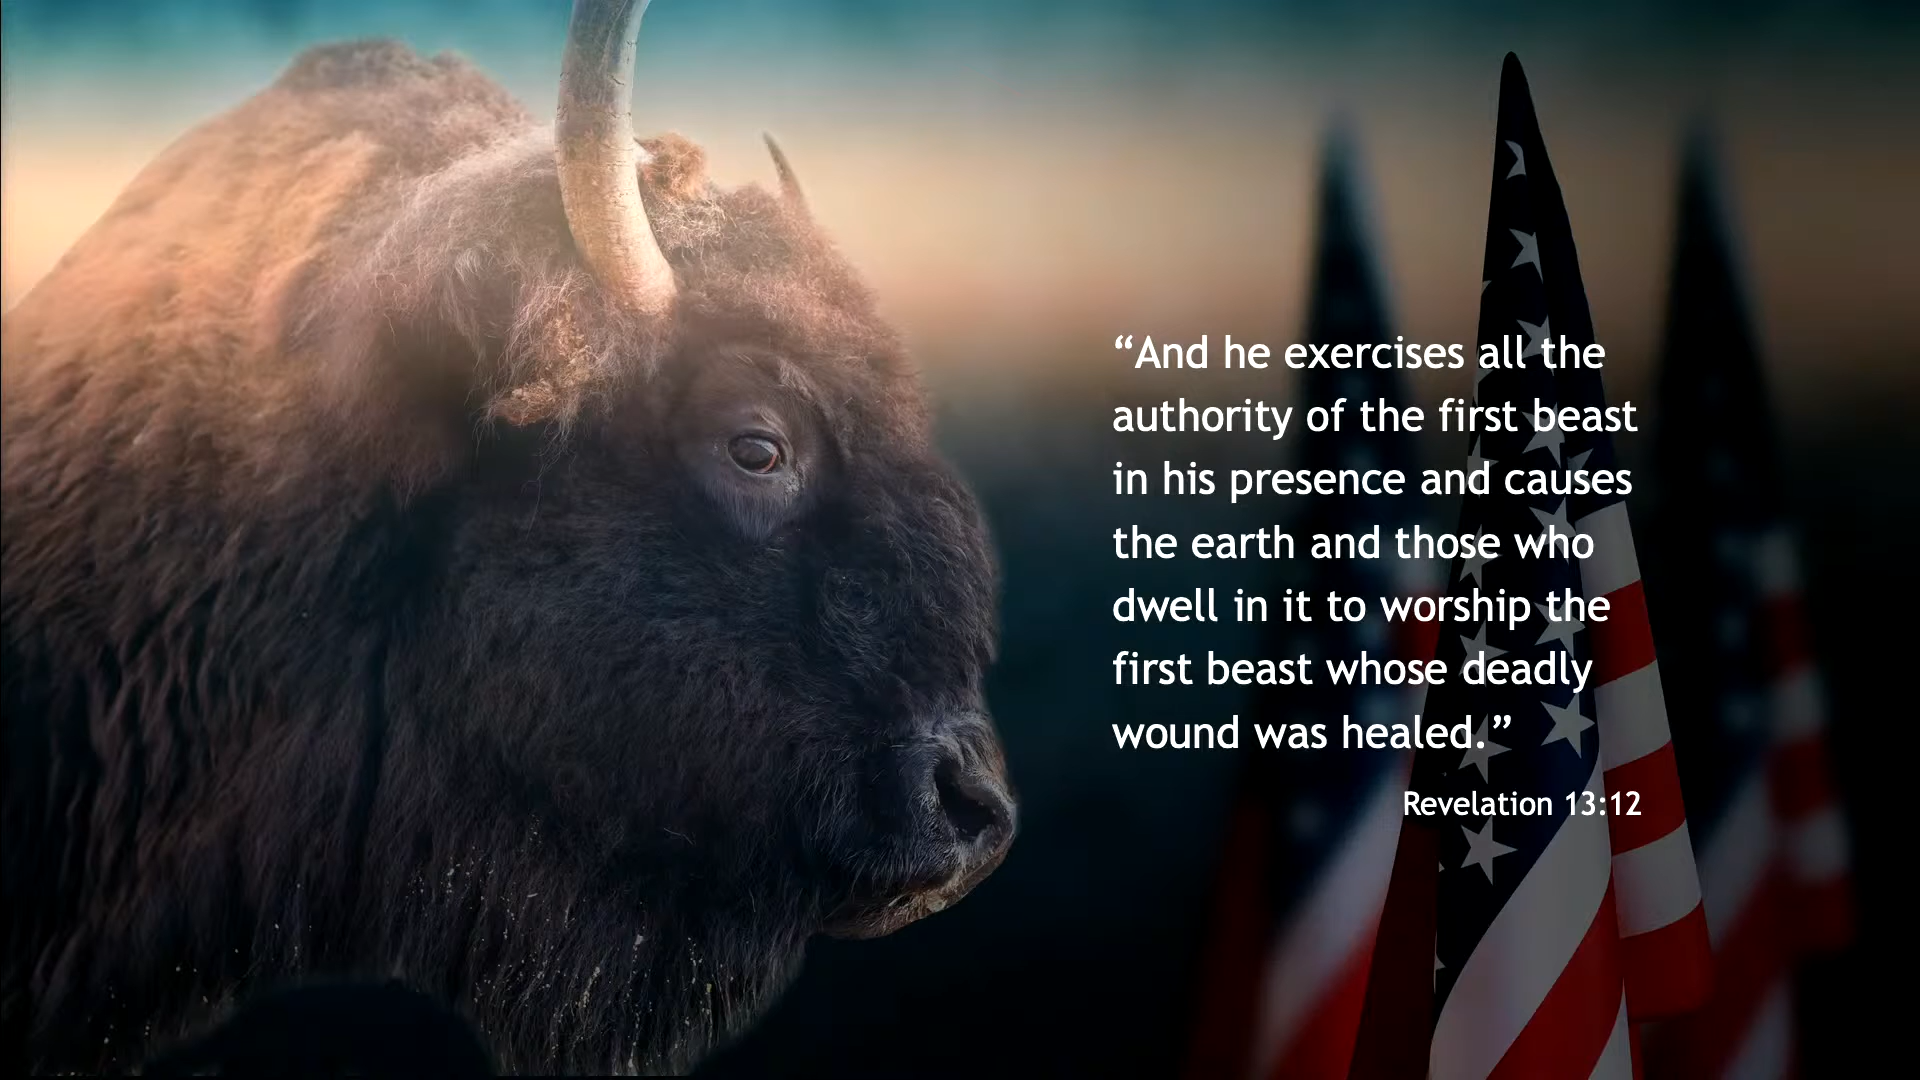 “And he exercises all the
authority of the first beast
in his presence and causes
the earth and those who
dwell in it to worship the
first beast whose deadly
wound was healed.”
Revelation 13:12